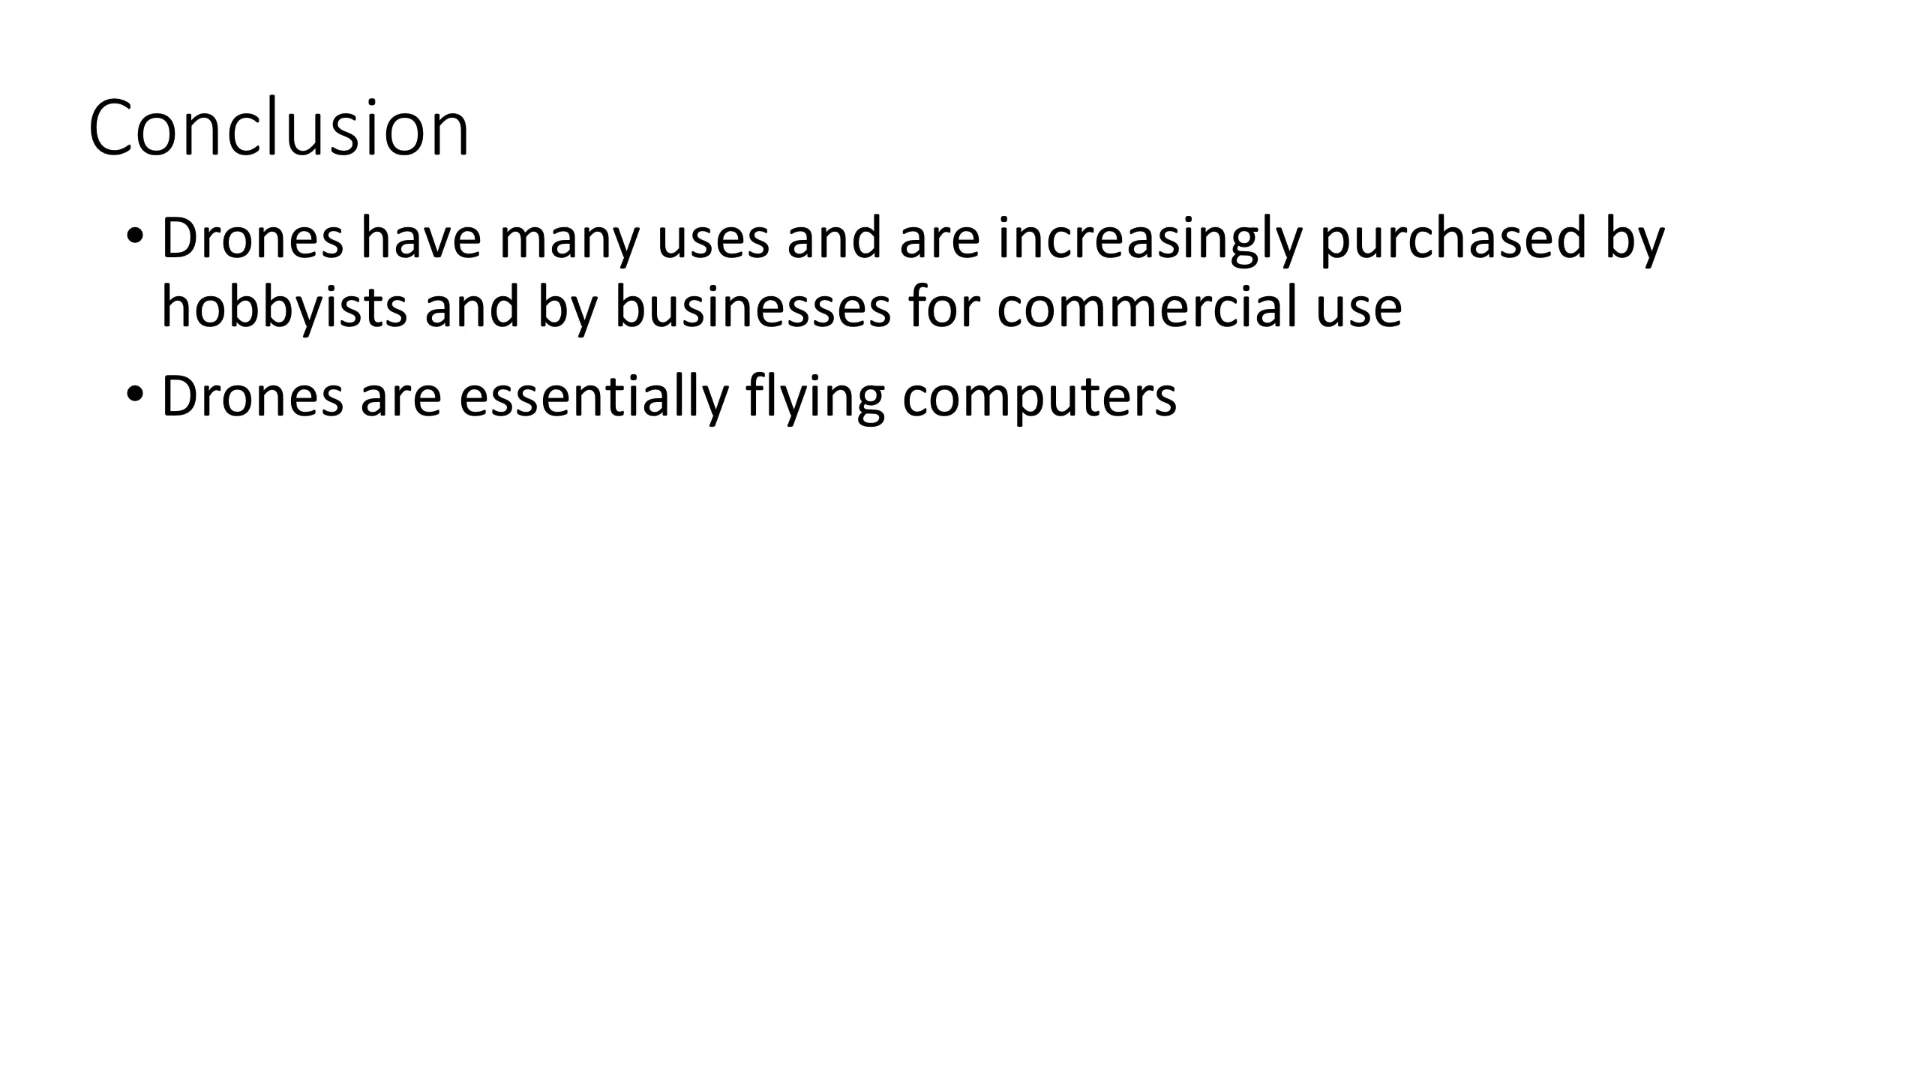 Conclusion
• Drones have many uses and are increasingly purchased by
hobbyists and by businesses for commercial use
• Drones are essentially flying computers